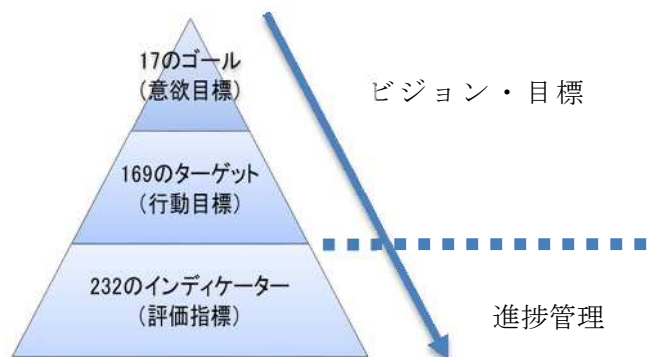 17のゴール
(意欲目標)
ビジョン・目標
169のターゲット
(行動目標)
232のインディケーター
(評価指標)
進捗管理